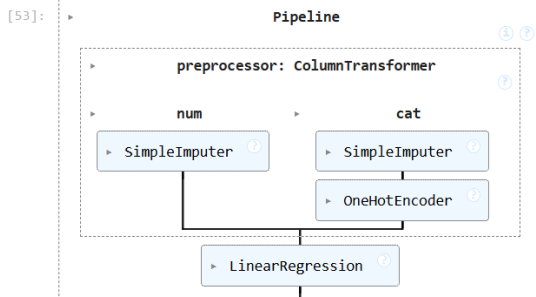 [53]:
▸ Pipeline
i ?
▸ preprocessor: ColumnTransformer
?
▸ num ▸ cat
▸ SimpleImputer ? ▸ SimpleImputer ?
▸ OneHotEncoder ?
▸ LinearRegression ?